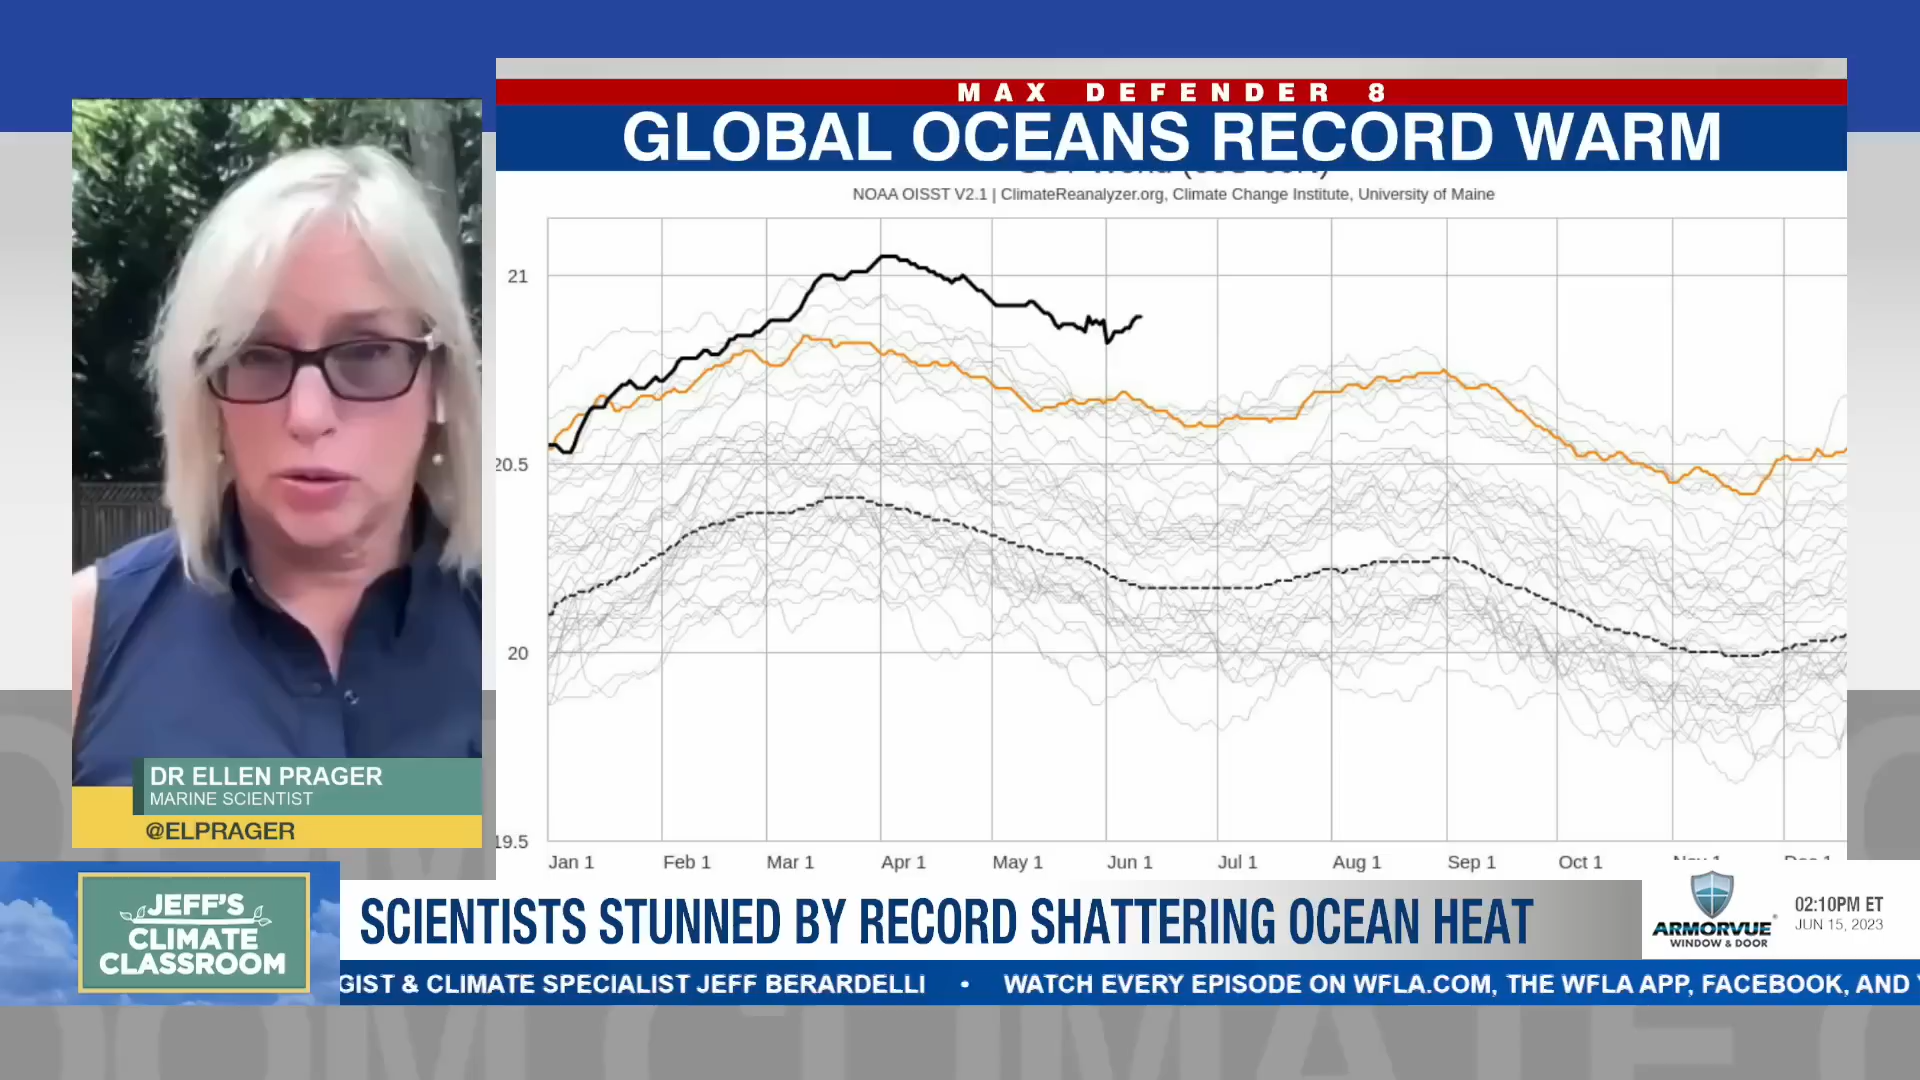 MAX DEFENDER 8
GLOBAL OCEANS RECORD WARM
NOAA OISST V2.1 | ClimateReanalyzer.org, Climate Change Institute, University of Maine
21
20.5
20
19.5
Jan 1 Feb 1 Mar 1 Apr 1 May 1 Jun 1 Jul 1 Aug 1 Sep 1 Oct 1 Nov 1 Dec 1
DR ELLEN PRAGER
MARINE SCIENTIST
@ELPRAGER
JEFF'S
CLIMATE
CLASSROOM
SCIENTISTS STUNNED BY RECORD SHATTERING OCEAN HEAT
ARMORVUE
WINDOW & DOOR
02:10PM ET
JUN 15, 2023
GIST & CLIMATE SPECIALIST JEFF BERARDELLI • WATCH EVERY EPISODE ON WFLA.COM, THE WFLA APP, FACEBOOK, AND